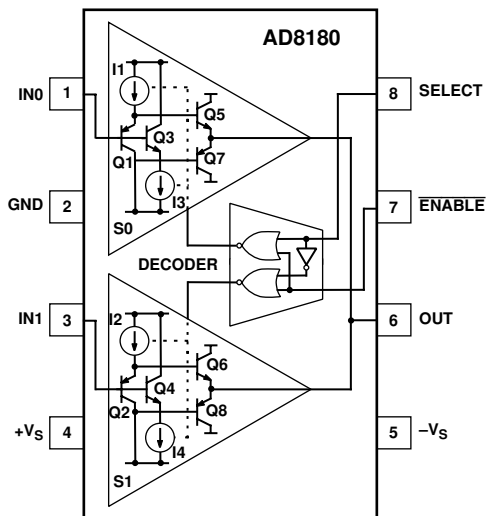 AD8180
I1
IN0
1
Q5
8
SELECT
Q3
Q1
Q7
GND
2
I3
7
ENABLE
S0
DECODER
IN1
3
I2
Q6
6
OUT
Q4
Q2
Q8
+VS
4
I4
5
–VS
S1